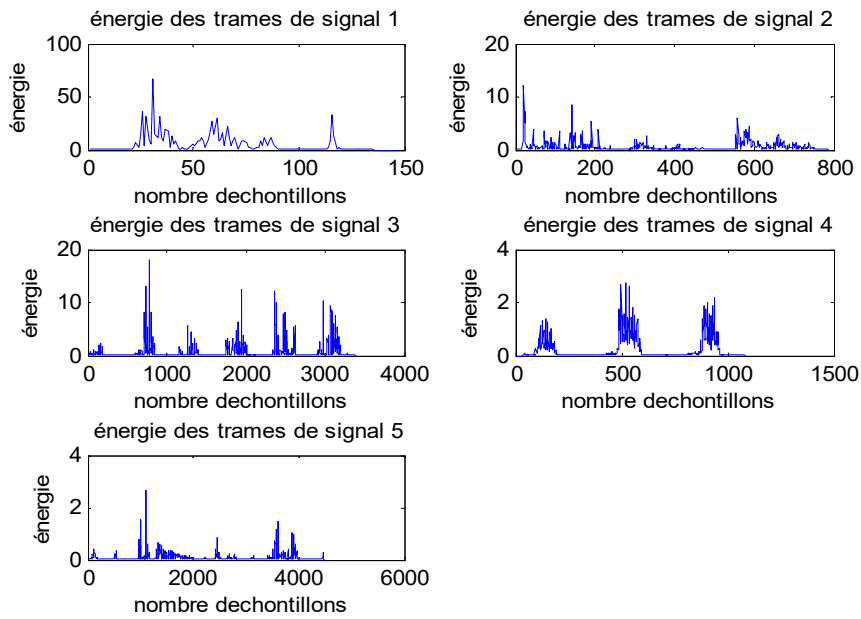 énergie des trames de signal 1
100
50
0
énergie
0 50 100 150
nombre dechontillons
énergie des trames de signal 2
20
10
0
énergie
0 200 400 600 800
nombre dechontillons
énergie des trames de signal 3
20
10
0
énergie
0 1000 2000 3000 4000
nombre dechontillons
énergie des trames de signal 4
4
2
0
énergie
0 500 1000 1500
nombre dechontillons
énergie des trames de signal 5
4
2
0
énergie
0 2000 4000 6000
nombre dechontillons